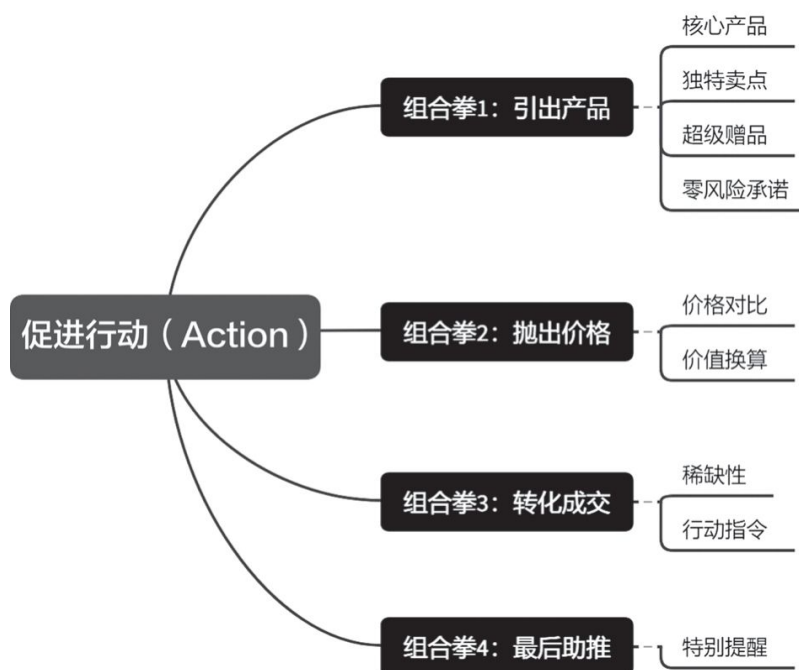 促进行动（Action）
组合拳1：引出产品
核心产品
独特卖点
超级赠品
零风险承诺
组合拳2：抛出价格
价格对比
价值换算
组合拳3：转化成交
稀缺性
行动指令
组合拳4：最后助推
特别提醒